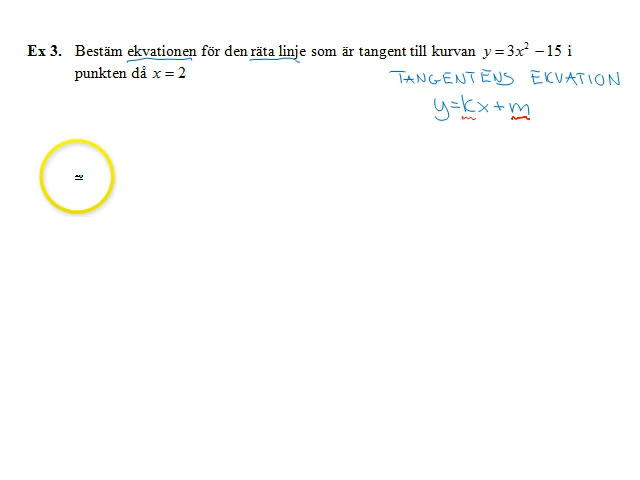 Ex 3. Bestäm ekvationen för den räta linje som är tangent till kurvan y = 3x² − 15 i
punkten då x = 2
TANGENTENS EKVATION
y=kx+m